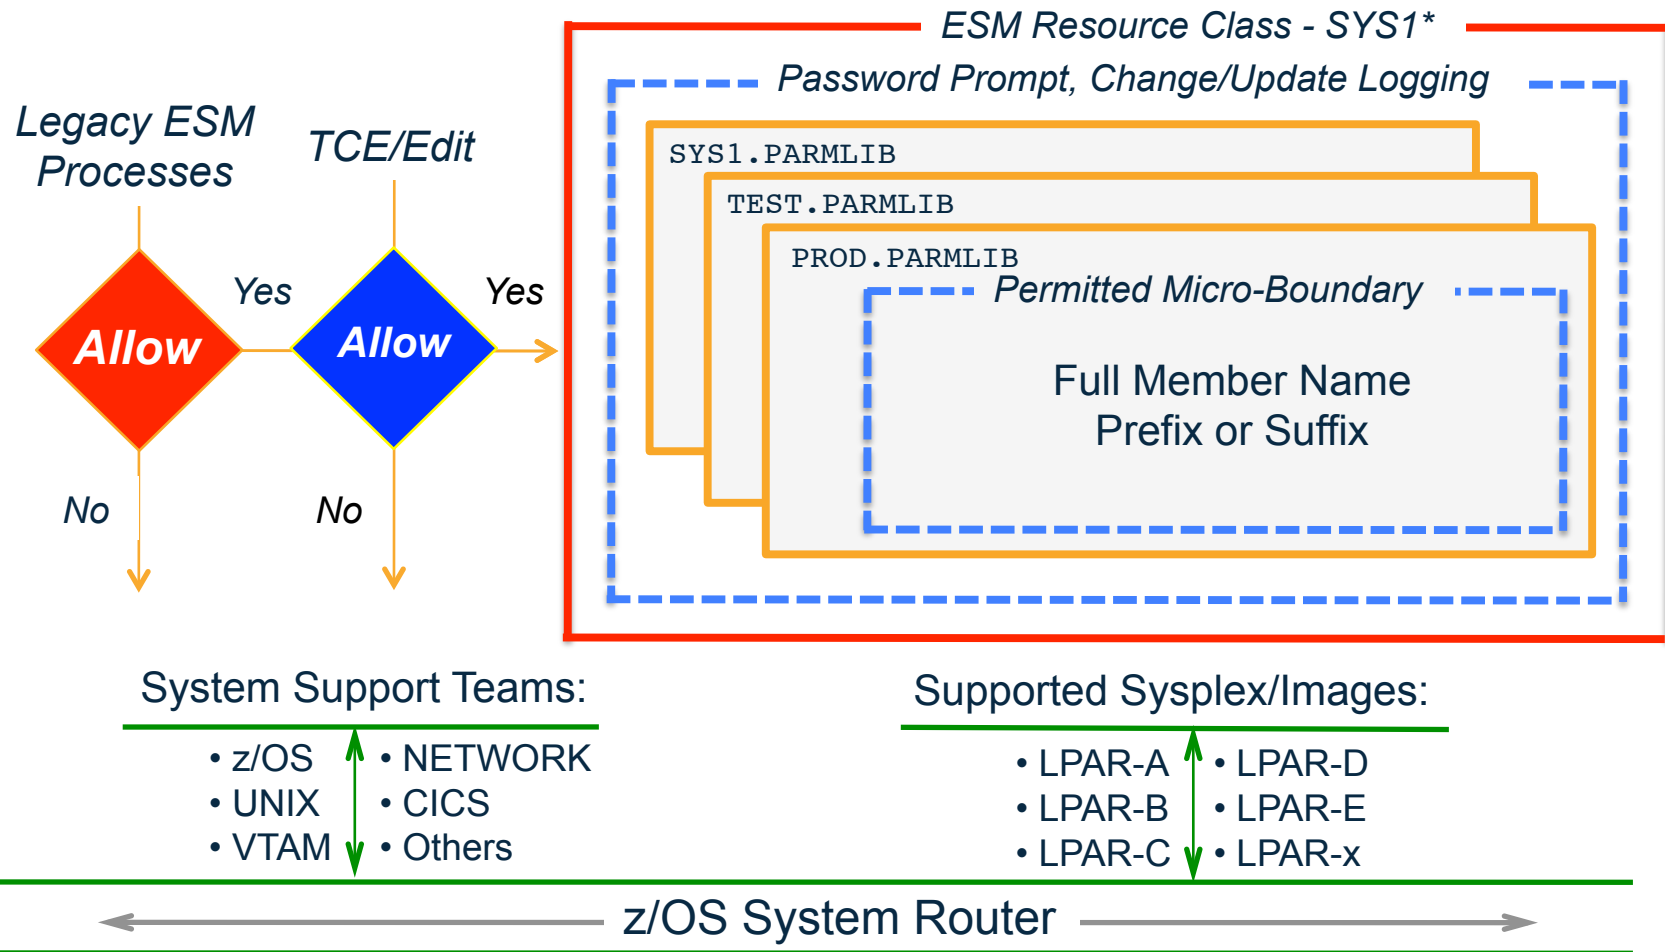 ESM Resource Class - SYS1*
Password Prompt, Change/Update Logging
Legacy ESM
Processes
TCE/Edit
SYS1.PARMLIB
TEST.PARMLIB
PROD.PARMLIB
Permitted Micro-Boundary
Full Member Name
Prefix or Suffix
Allow
Yes
Allow
Yes
No
No
System Support Teams:
• z/OS
• UNIX
• VTAM
• NETWORK
• CICS
• Others
Supported Sysplex/Images:
• LPAR-A
• LPAR-B
• LPAR-C
• LPAR-D
• LPAR-E
• LPAR-x
z/OS System Router